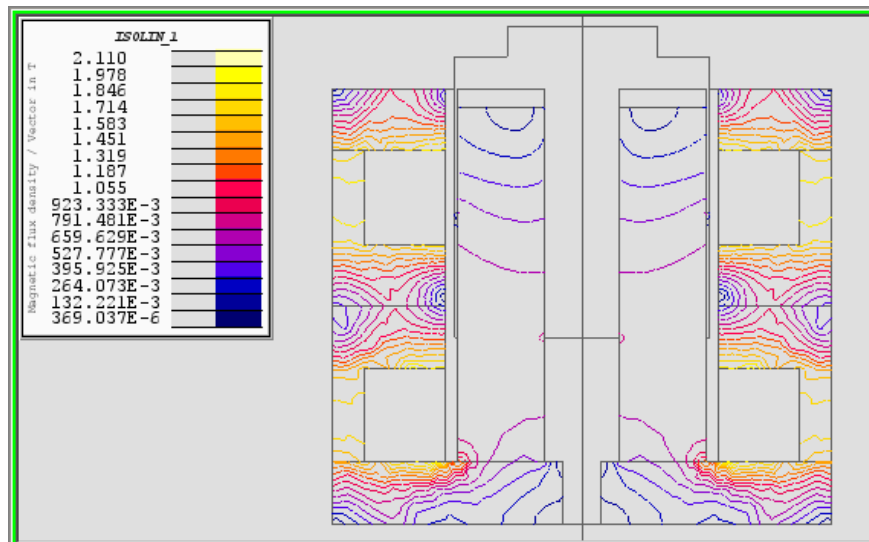 ISOLIN_1
Magnetic flux density / Vector in T
2.110
1.978
1.846
1.714
1.583
1.451
1.319
1.187
1.055
923.333E-3
791.481E-3
659.629E-3
527.777E-3
395.925E-3
264.073E-3
132.221E-3
369.037E-6